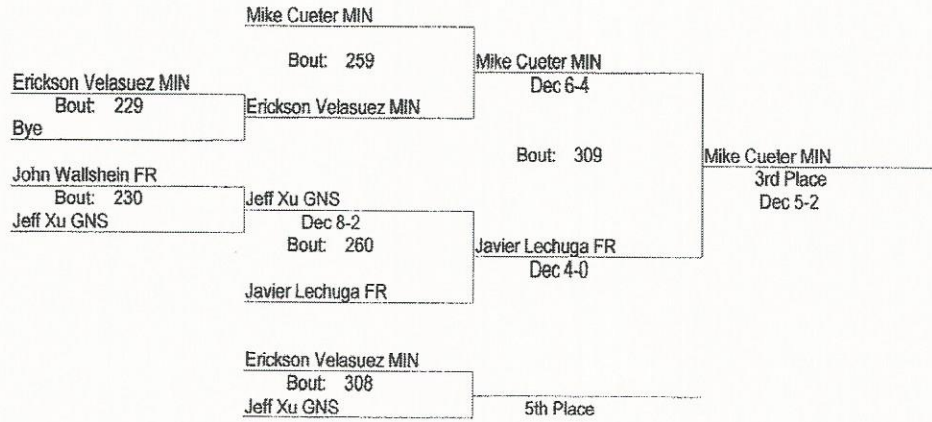 Mike Cueter MIN
Bout: 259
Mike Cueter MIN
Dec 6-4
Erickson Velasuez MIN
Bout: 229
Erickson Velasuez MIN
Bye
Bout: 309
Mike Cueter MIN
3rd Place
Dec 5-2
John Wallshein FR
Bout: 230
Jeff Xu GNS
Jeff Xu GNS
Dec 8-2
Bout: 260
Javier Lechuga FR
Dec 4-0
Javier Lechuga FR
Erickson Velasuez MIN
Bout: 308
Jeff Xu GNS
5th Place